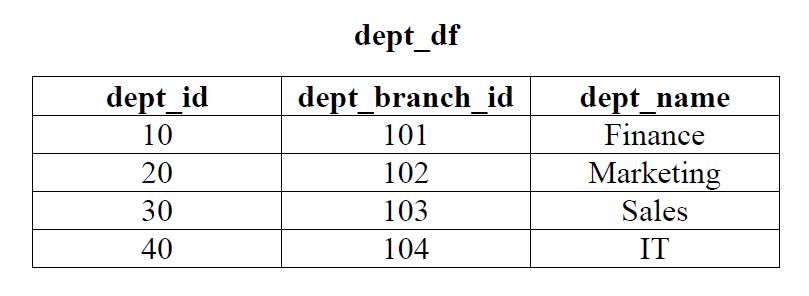 dept_df
dept_id dept_branch_id dept_name
10 101 Finance
20 102 Marketing
30 103 Sales
40 104 IT